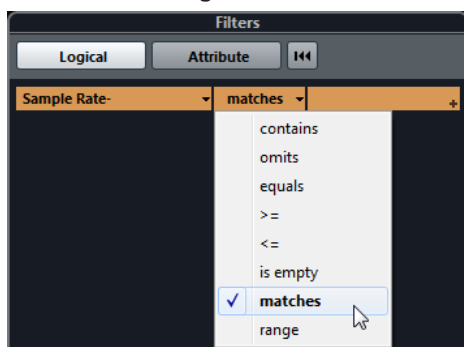 Filters
Logical Attribute
Sample Rate- matches +
contains
omits
equals
>=
<=
is empty
✓ matches
range